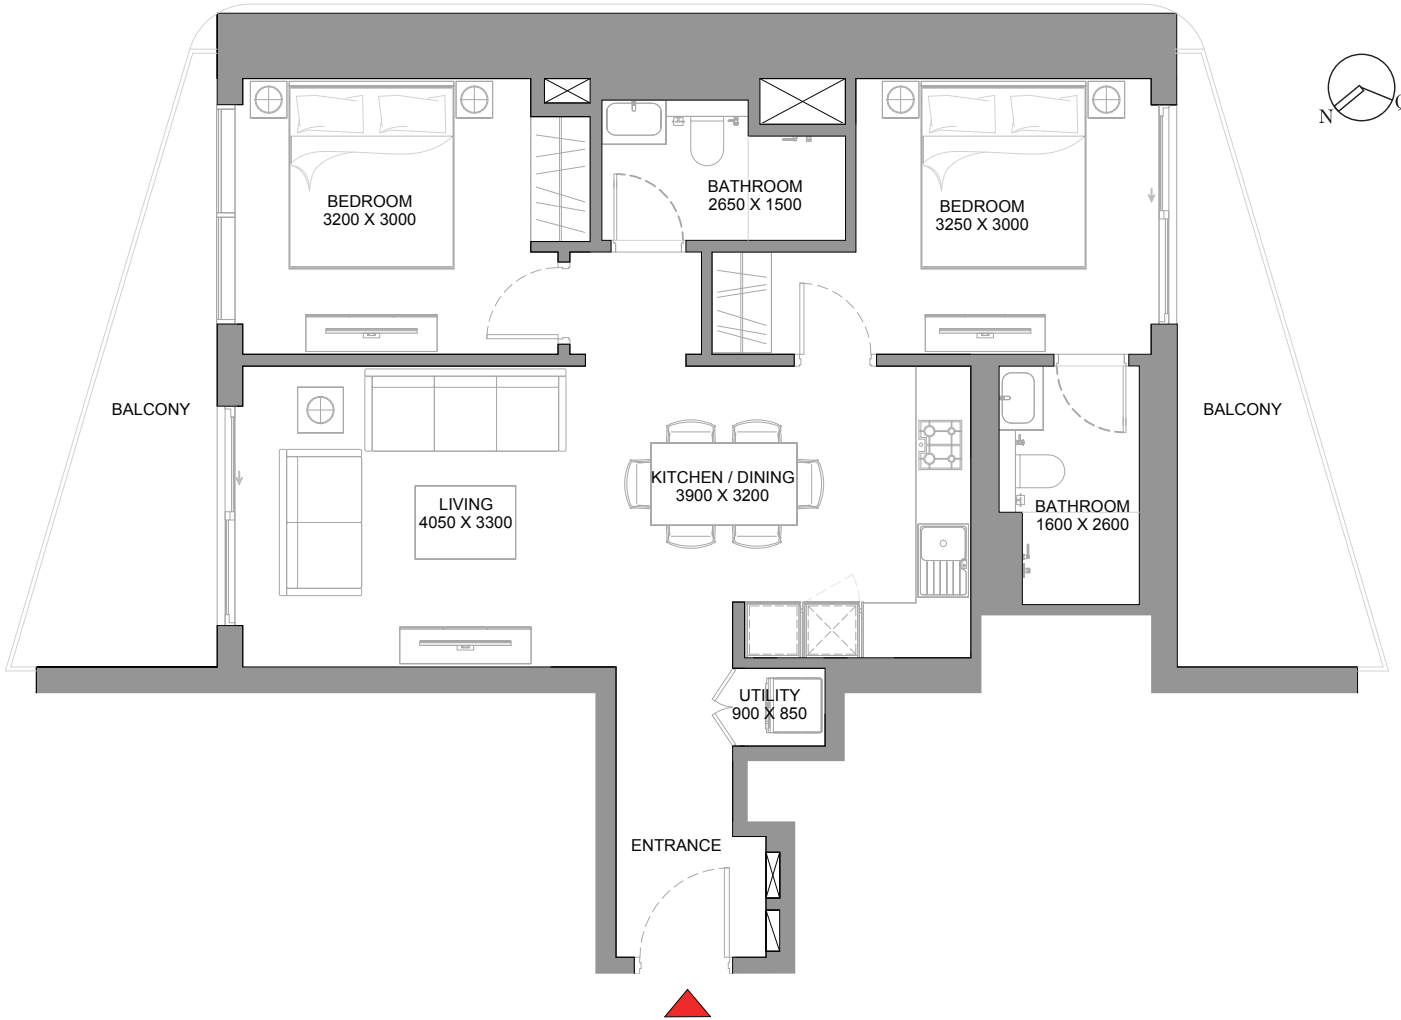 N
BEDROOM
3200 X 3000
BATHROOM
2650 X 1500
BEDROOM
3250 X 3000
BALCONY
BALCONY
LIVING
4050 X 3300
KITCHEN / DINING
3900 X 3200
BATHROOM
1600 X 2600
UTILITY
900 X 850
ENTRANCE